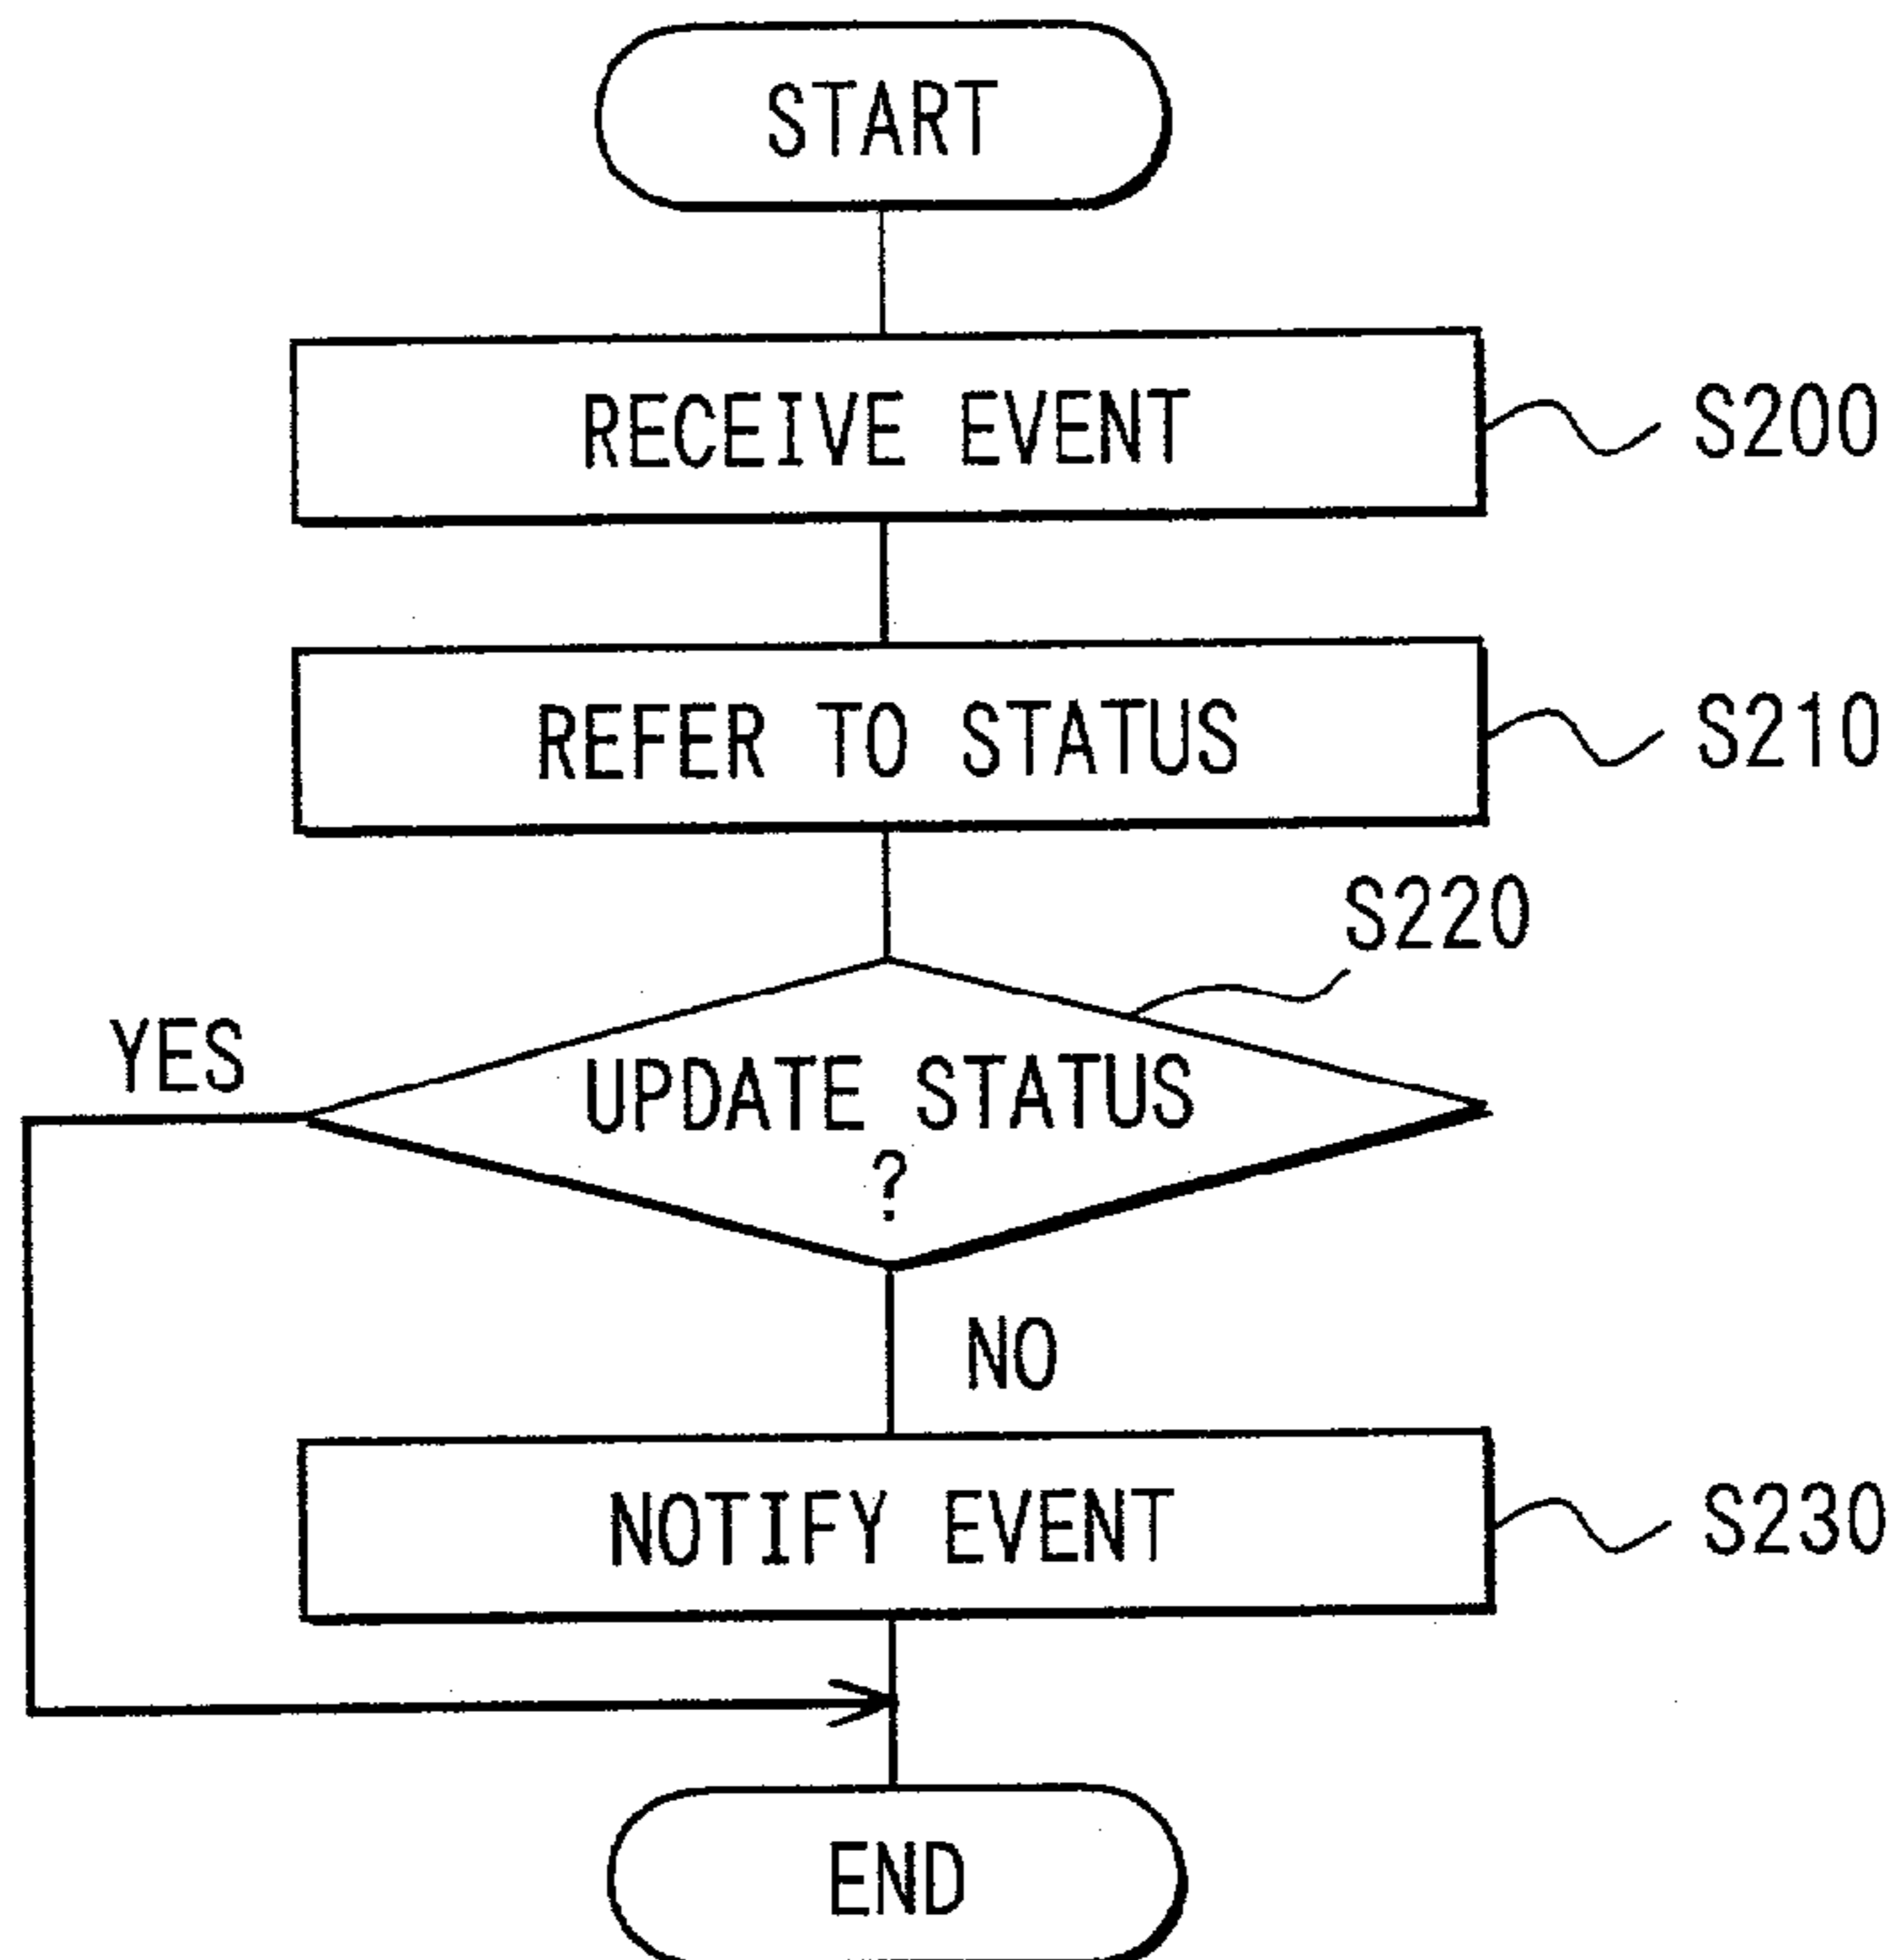 START
RECEIVE EVENT
S200
REFER TO STATUS
S210
S220
YES
UPDATE STATUS
?
NO
NOTIFY EVENT
S230
END